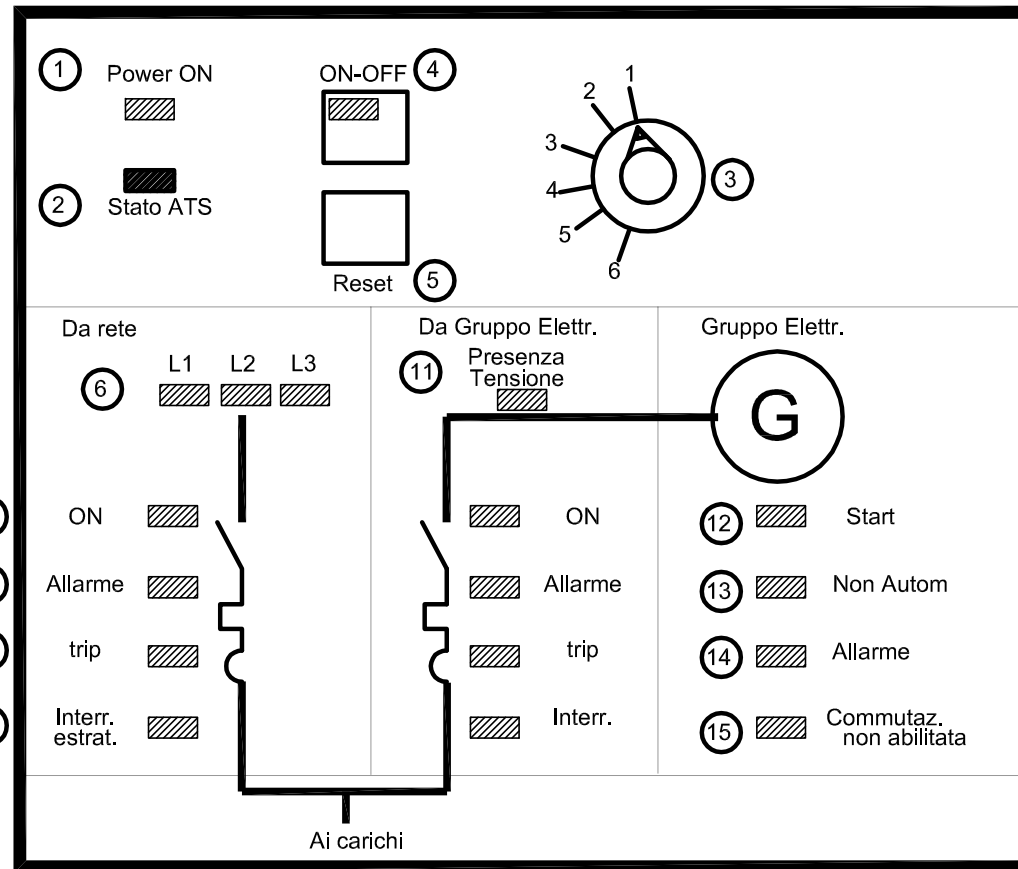 1
Power ON
ON-OFF
4
1
2
3
4
5
6
3
2
Stato ATS
Reset
5
Da rete
Da Gruppo Elettr.
Gruppo Elettr.
6
L1
L2
L3
11
Presenza
Tensione
G
ON
ON
12
Start
Allarme
Allarme
13
Non Autom
trip
trip
14
Allarme
Interr.
estrat.
Interr.
15
Commutaz.
non abilitata
Ai carichi